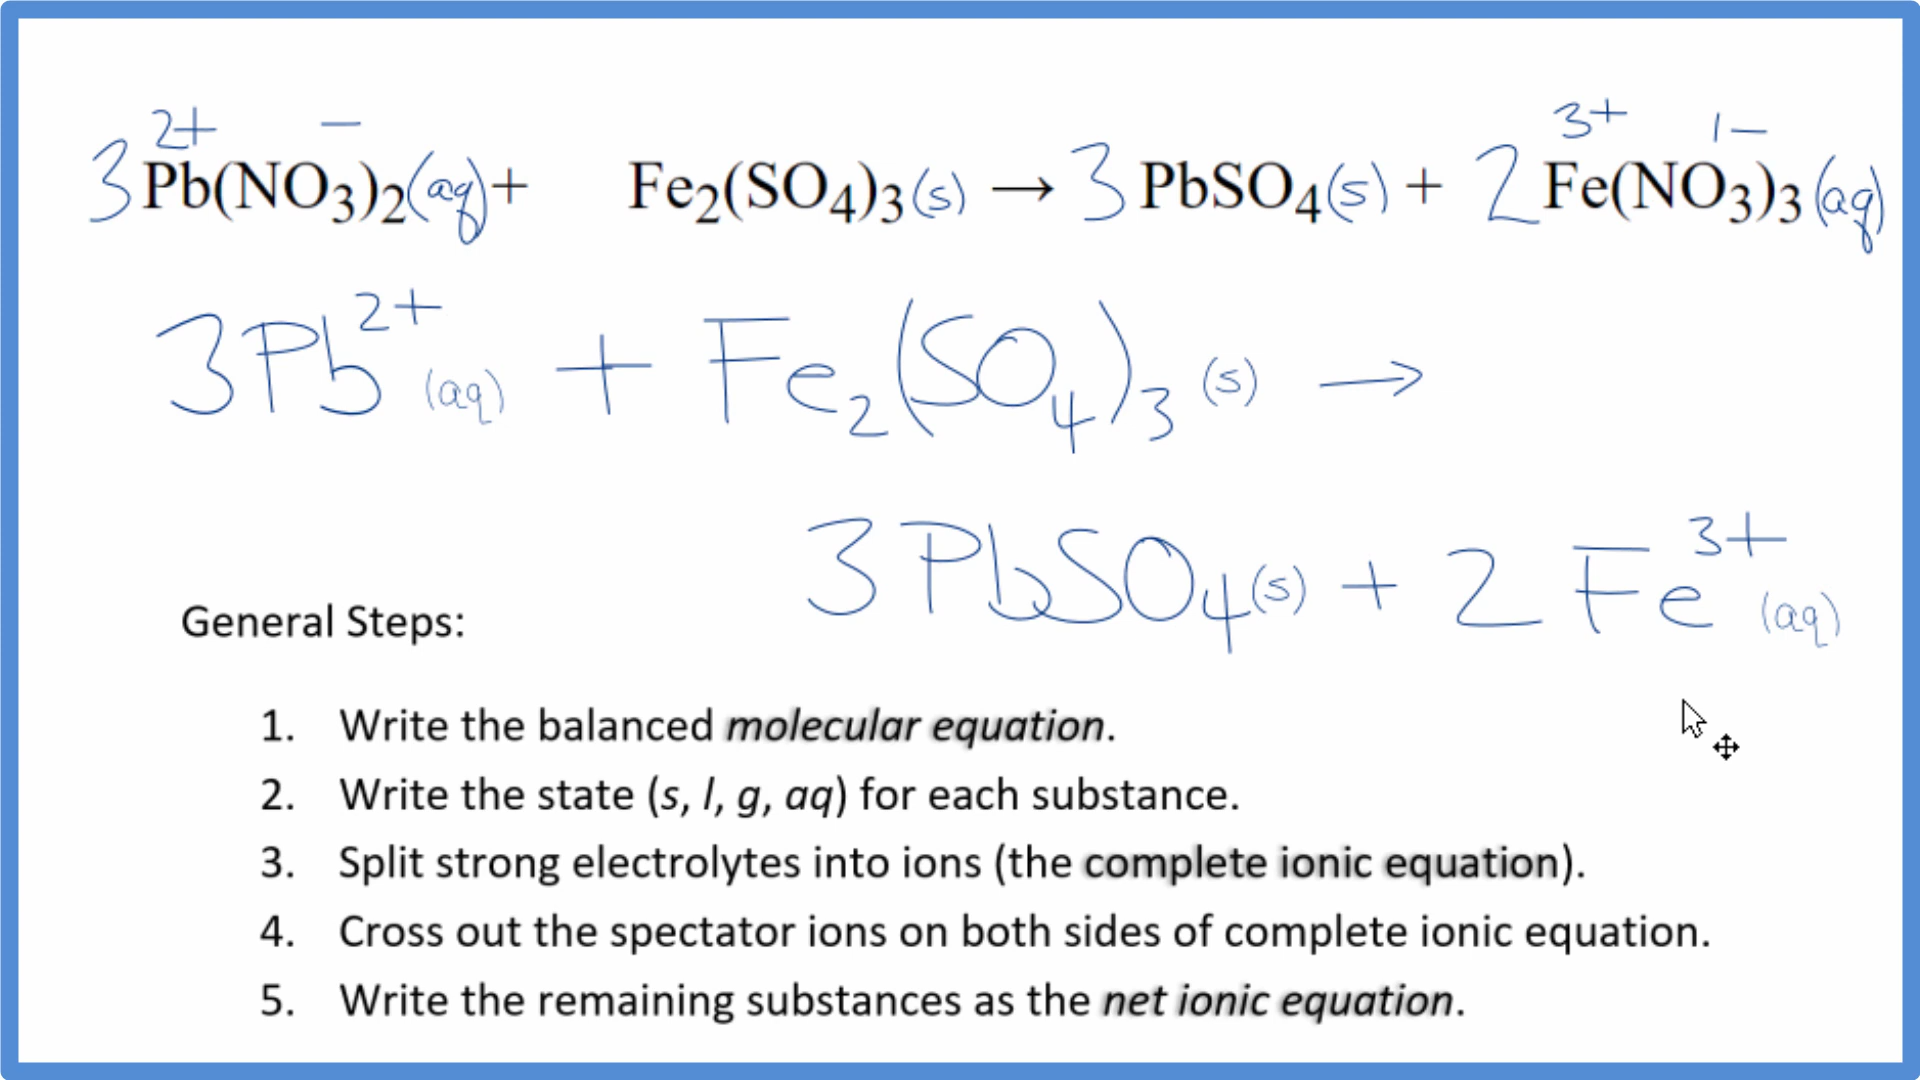 2+ − 3+ 1−
3 Pb(NO₃)₂(aq) + Fe₂(SO₄)₃(s) → 3 PbSO₄(s) + 2 Fe(NO₃)₃(aq)
3Pb²⁺(aq) + Fe₂(SO₄)₃(s) →
3PbSO₄(s) + 2Fe³⁺(aq)
General Steps:
1. Write the balanced molecular equation.
2. Write the state (s, l, g, aq) for each substance.
3. Split strong electrolytes into ions (the complete ionic equation).
4. Cross out the spectator ions on both sides of complete ionic equation.
5. Write the remaining substances as the net ionic equation.